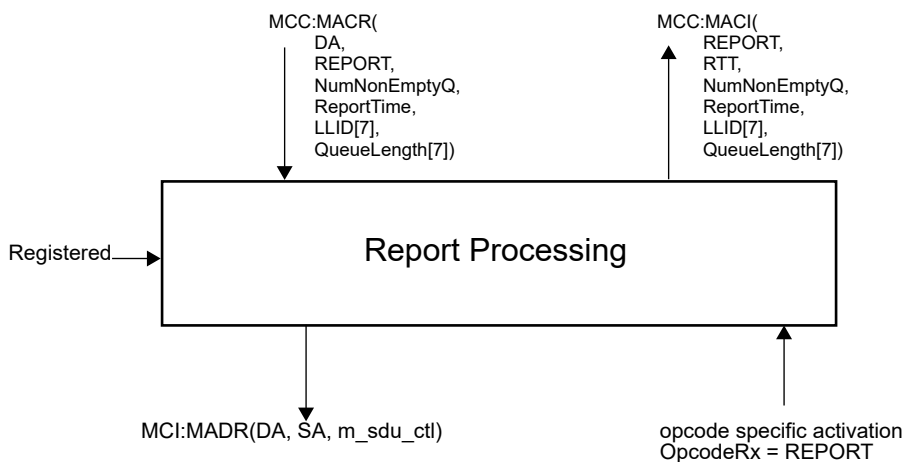 MCC:MACR(
DA,
REPORT,
NumNonEmptyQ,
ReportTime,
LLID[7],
QueueLength[7])
MCC:MACI(
REPORT,
RTT,
NumNonEmptyQ,
ReportTime,
LLID[7],
QueueLength[7])
Registered
Report Processing
MCI:MADR(DA, SA, m_sdu_ctl)
opcode specific activation
OpcodeRx = REPORT